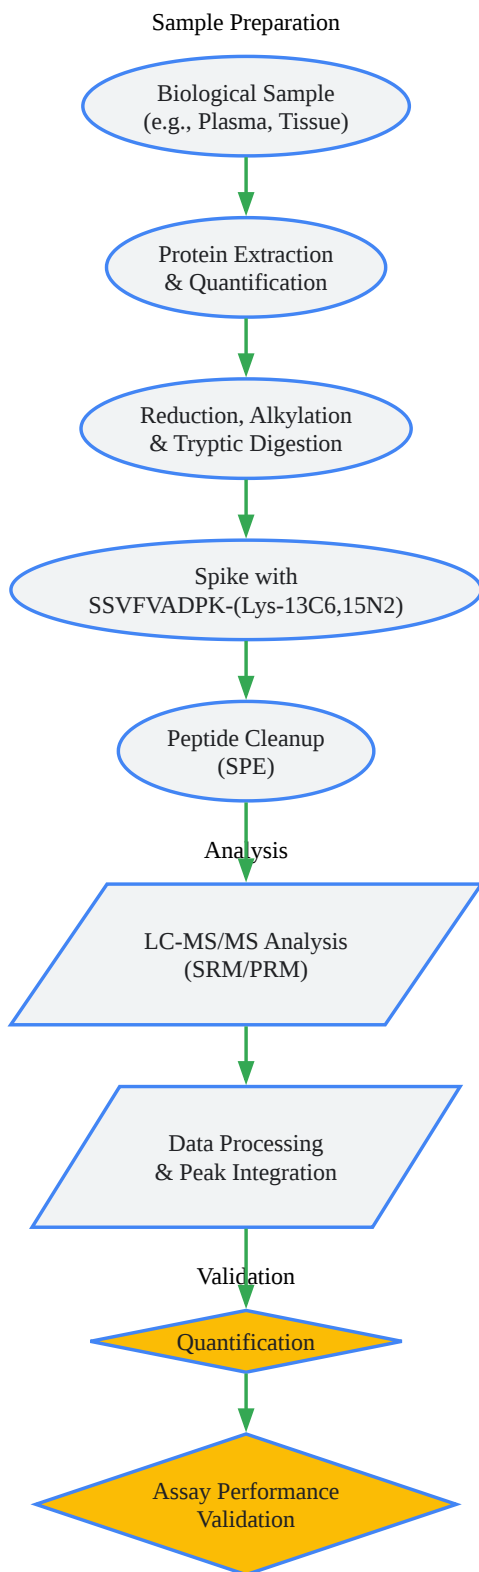 Sample Preparation
Biological Sample
(e.g., Plasma, Tissue)
Protein Extraction
& Quantification
Reduction, Alkylation
& Tryptic Digestion
Spike with
SSVFVADPK-(Lys-13C6,15N2)
Peptide Cleanup
(SPE)
Analysis
LC-MS/MS Analysis
(SRM/PRM)
Data Processing
& Peak Integration
Validation
Quantification
Assay Performance
Validation